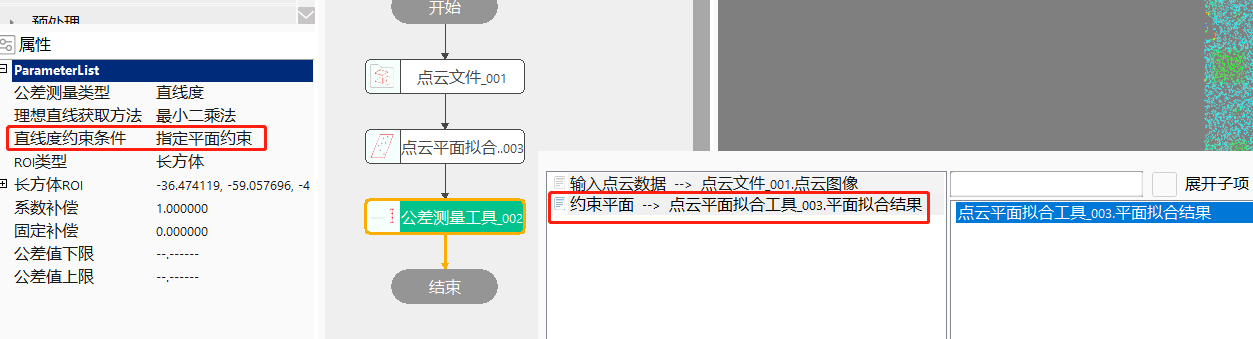 预处理
属性
ParameterList
公差测量类型 直线度
理想直线获取方法 最小二乘法
直线度约束条件 指定平面约束
ROI类型 长方体
长方体ROI -36.474119, -59.057696, -4
系数补偿 1.000000
固定补偿 0.000000
公差值下限 --.------
公差值上限 --.------
开始
点云文件_001
点云平面拟合..003
公差测量工具_002
结束
输入点云数据 --> 点云文件_001.点云图像
约束平面 --> 点云平面拟合工具_003.平面拟合结果
展开子项
点云平面拟合工具_003.平面拟合结果